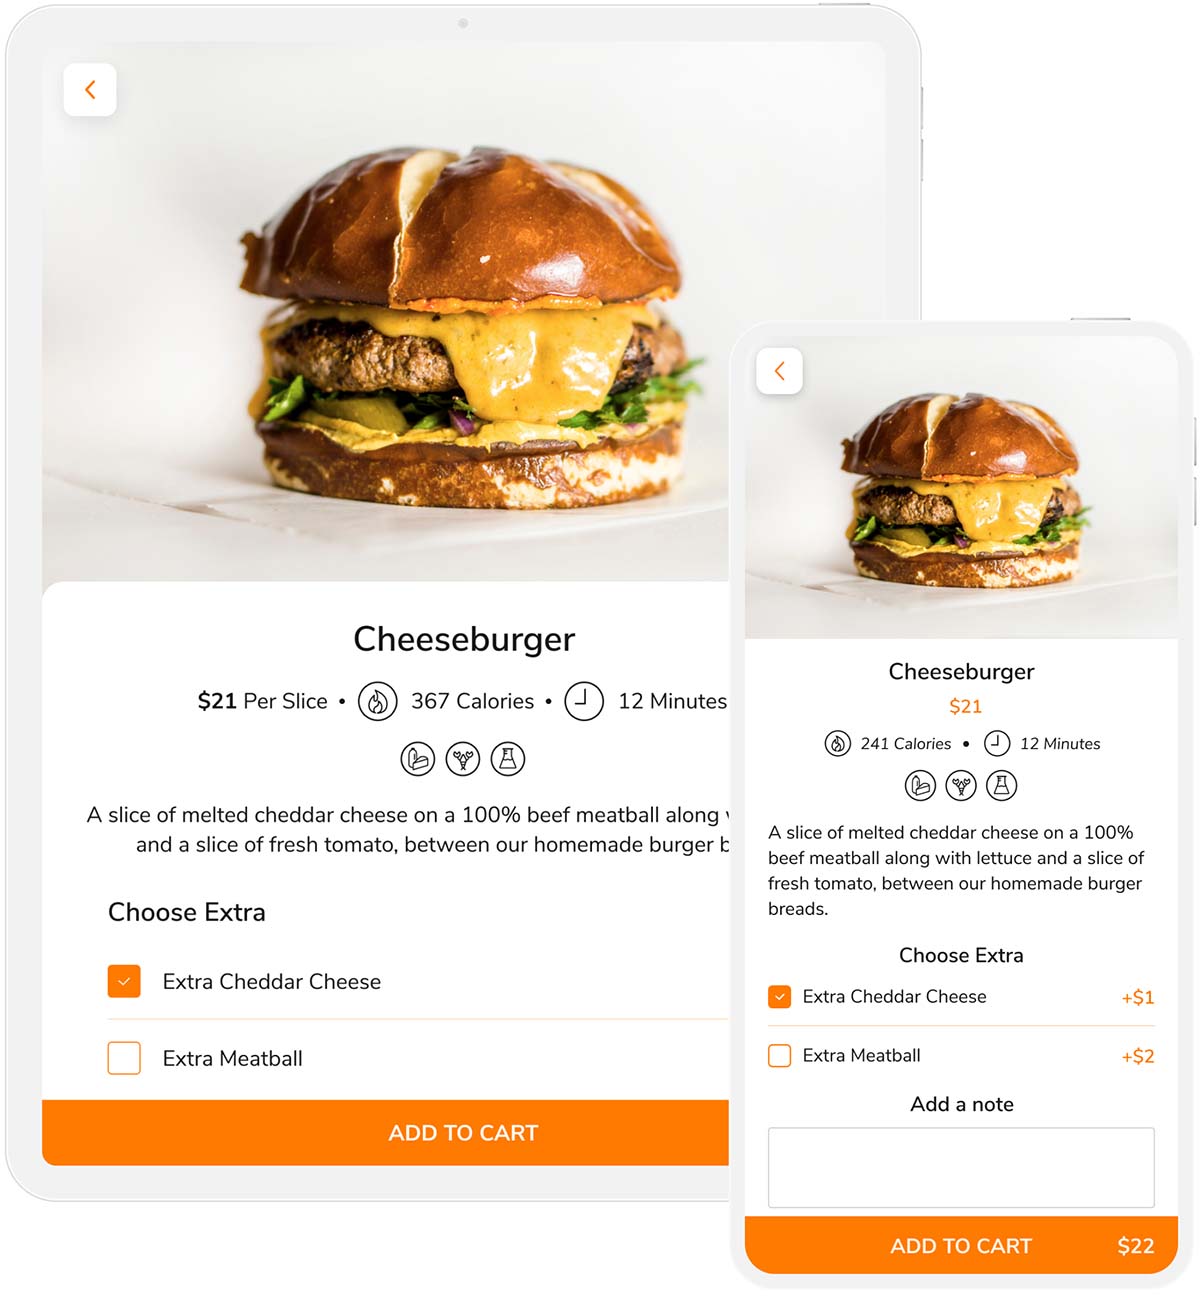 Cheeseburger
$21 Per Slice • 367 Calories • 12 Minutes
A slice of melted cheddar cheese on a 100% beef meatball along
and a slice of fresh tomato, between our homemade burger
Choose Extra
Extra Cheddar Cheese
Extra Meatball
ADD TO CART
Cheeseburger
$21
241 Calories • 12 Minutes
A slice of melted cheddar cheese on a 100%
beef meatball along with lettuce and a slice of
fresh tomato, between our homemade burger
breads.
Choose Extra
Extra Cheddar Cheese +$1
Extra Meatball +$2
Add a note
ADD TO CART $22